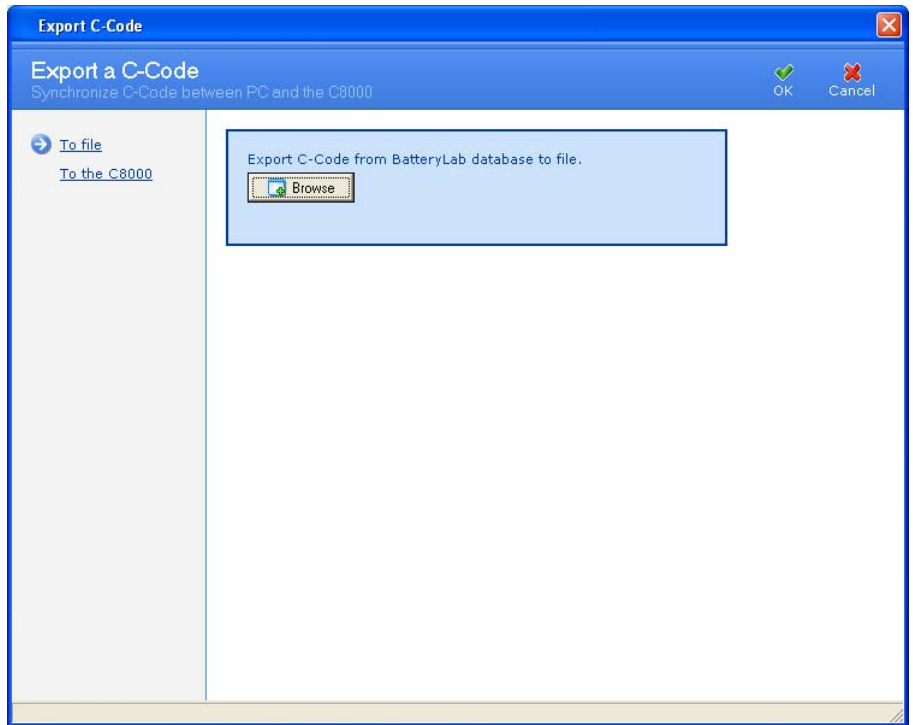 Export C-Code
Export a C-Code
Synchronize C-Code between PC and the C8000
OK
Cancel
To file
To the C8000
Export C-Code from BatteryLab database to file.
Browse